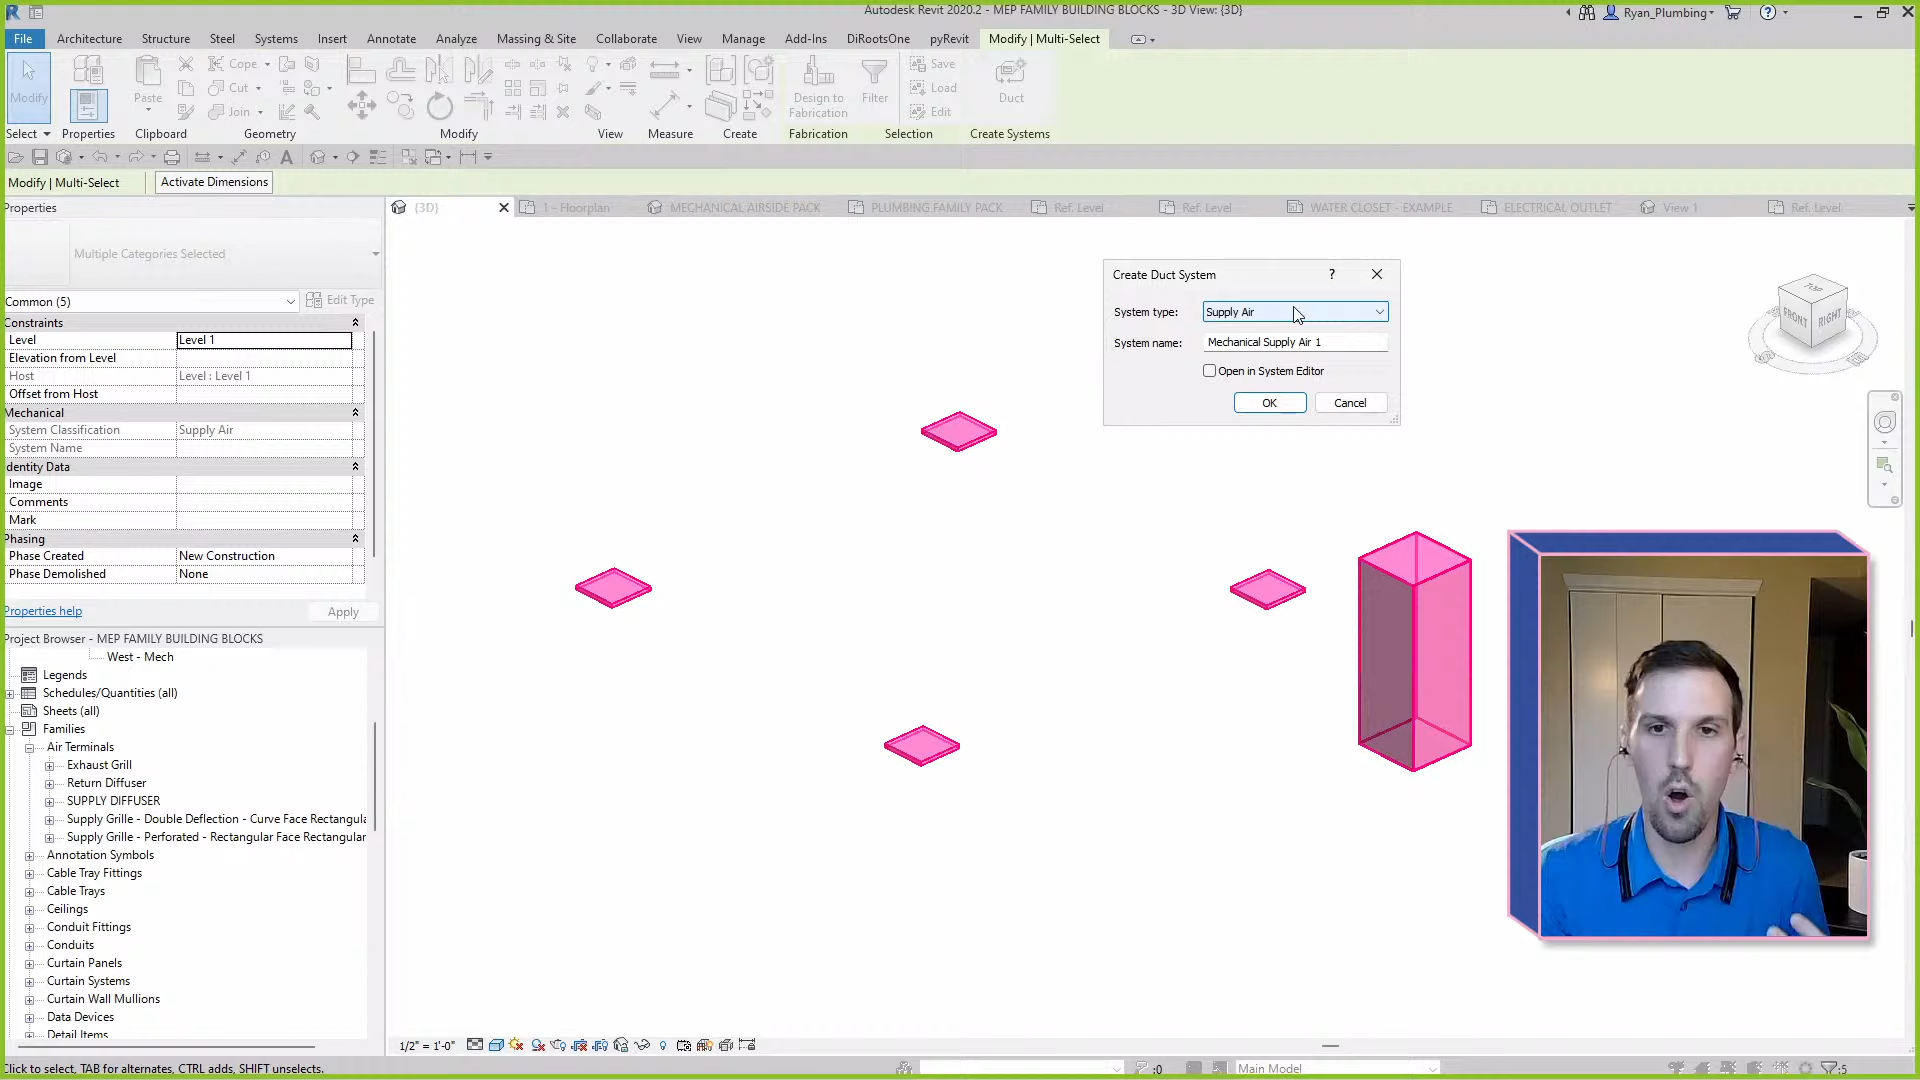 Autodesk Revit 2020.2 - MEP FAMILY BUILDING BLOCKS - 3D View: {3D}
Ryan_Plumbing
File Architecture Structure Steel Systems Insert Annotate Analyze Massing & Site Collaborate View Manage Add-Ins DiRootsOne pyRevit Modify | Multi-Select
Cope
Save
Cut
Load
Join
Edit
Modify
Paste
Design to
Fabrication
Filter
Duct
Select Properties Clipboard Geometry Modify View Measure Create Fabrication Selection Create Systems
Modify | Multi-Select Activate Dimensions
Properties
{3D} 1 - Floorplan MECHANICAL AIRSIDE PACK PLUMBING FAMILY PACK Ref. Level Ref. Level WATER CLOSET - EXAMPLE ELECTRICAL OUTLET View 1 Ref. Level
Multiple Categories Selected
Common (5) Edit Type
Constraints
Level Level 1
Elevation from Level
Host Level : Level 1
Offset from Host
Mechanical
System Classification Supply Air
System Name
Identity Data
Image
Comments
Mark
Phasing
Phase Created New Construction
Phase Demolished None
Properties help Apply
Project Browser - MEP FAMILY BUILDING BLOCKS
West - Mech
Legends
Schedules/Quantities (all)
Sheets (all)
Families
Air Terminals
Exhaust Grill
Return Diffuser
SUPPLY DIFFUSER
Supply Grille - Double Deflection - Curve Face Rectangula
Supply Grille - Perforated - Rectangular Face Rectangular
Annotation Symbols
Cable Tray Fittings
Cable Trays
Ceilings
Conduit Fittings
Conduits
Curtain Panels
Curtain Systems
Curtain Wall Mullions
Data Devices
Detail Items
Create Duct System ?
System type: Supply Air
System name: Mechanical Supply Air 1
Open in System Editor
OK Cancel
TOP
FRONT RIGHT
1/2" = 1'-0"
Click to select, TAB for alternates, CTRL adds, SHIFT unselects.
:0
Main Model
:5